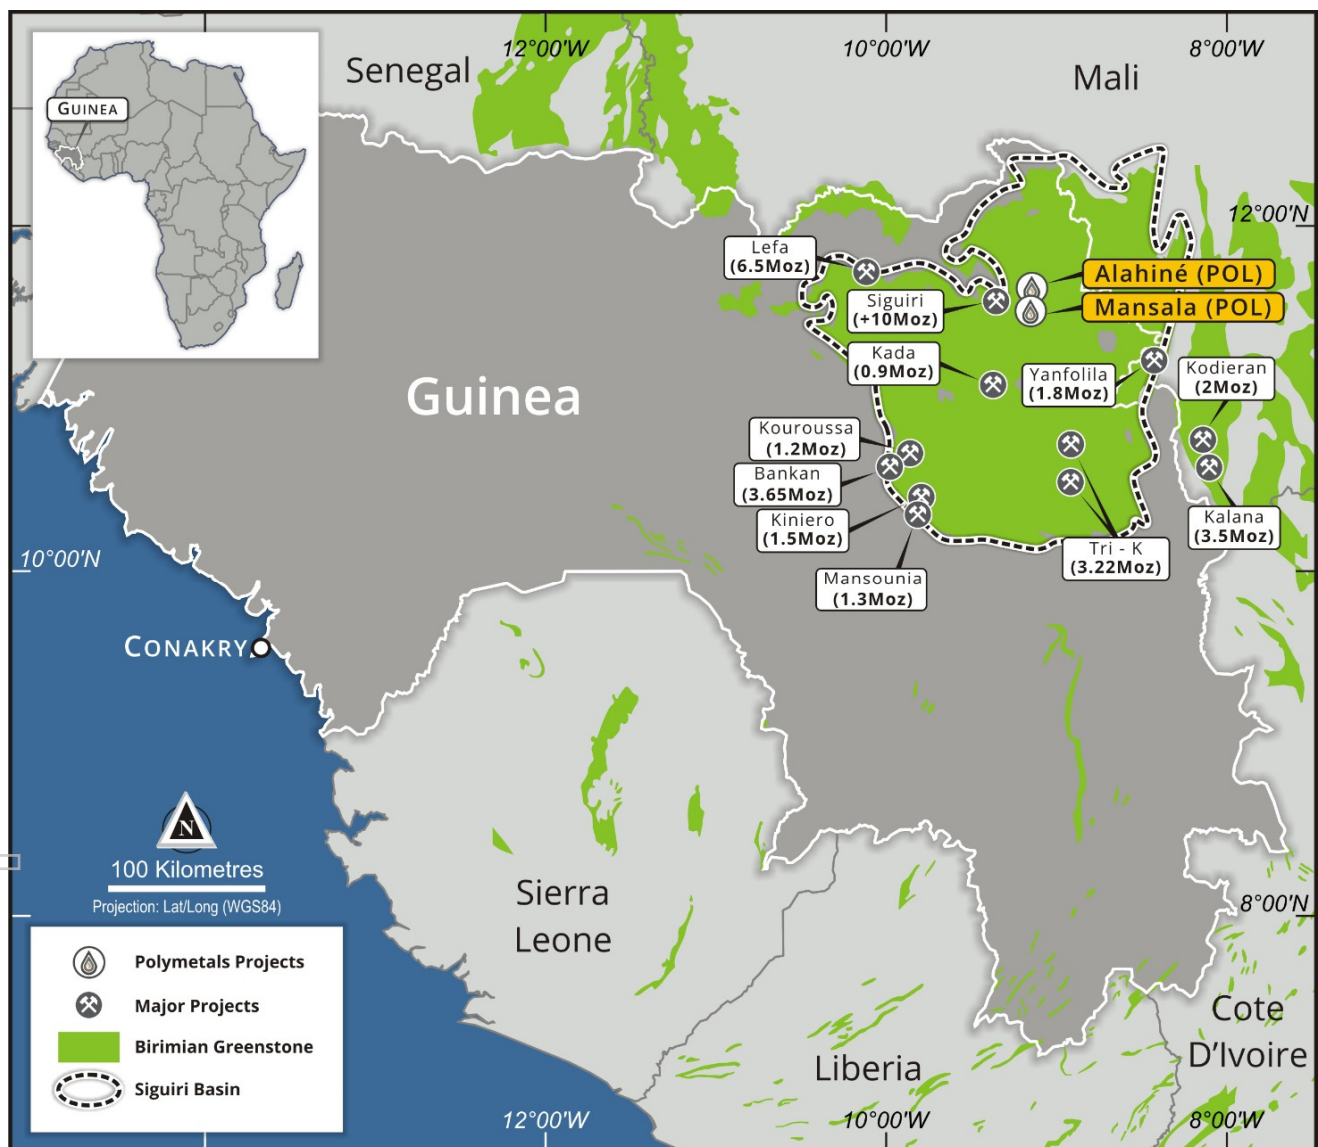 GUINEA
Senegal
12°00'W
10°00'W
8°00'W
Mali
12°00'N
Lefa
(6.5Moz)
Siguiri
(+10Moz)
Alahiné (POL)
Mansala (POL)
Kada
(0.9Moz)
Yanfolila
(1.8Moz)
Kodieran
(2Moz)
Guinea
Kouroussa
(1.2Moz)
Bankan
(3.65Moz)
Kiniero
(1.5Moz)
Mansounia
(1.3Moz)
Tri - K
(3.22Moz)
Kalana
(3.5Moz)
10°00'N
CONAKRY
N
100 Kilometres
Projection: Lat/Long (WGS84)
Sierra
Leone
8°00'N
Cote
D'Ivoire
Liberia
Polymetals Projects
Major Projects
Birimian Greenstone
Siguiri Basin
12°00'W
10°00'W
8°00'W